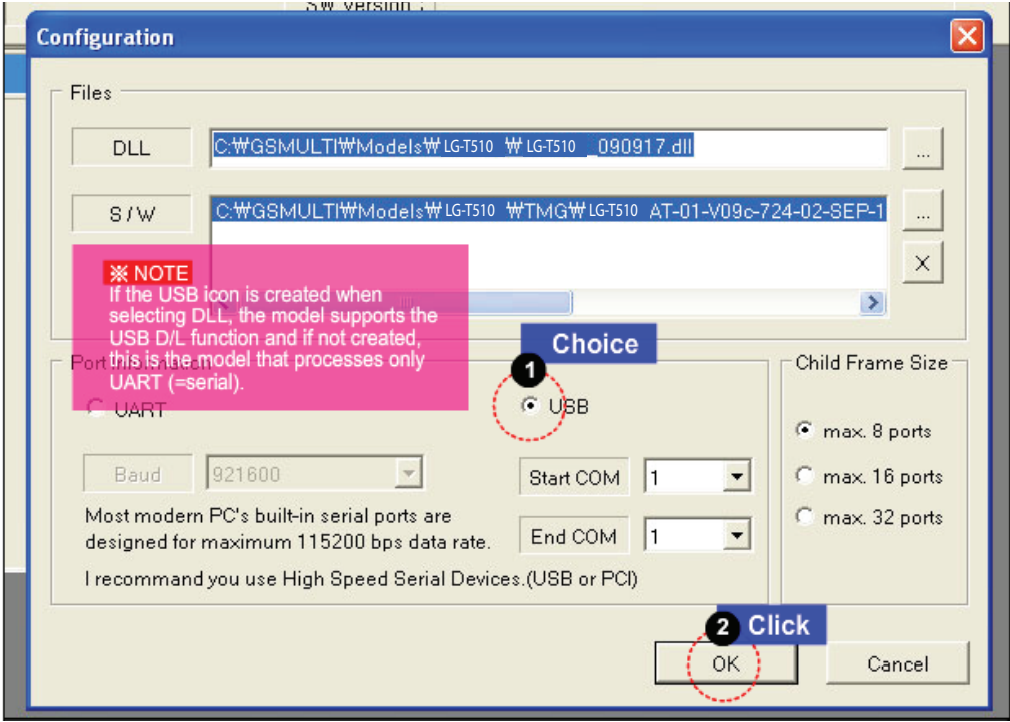 SW Version :
Configuration
Files
DLL
C:₩GSMULTI₩Models₩ LG-T510 ₩ LG-T510 _090917.dll
...
S/W
C:₩GSMULTI₩Models₩ LG-T510 ₩TMG₩ LG-T510 AT-01-V09c-724-02-SEP-1
...
X
※ NOTE
If the USB icon is created when
selecting DLL, the model supports the
USB D/L function and if not created,
this is the model that processes only
UART (=serial).
Choice
1
Port Information
UART
USB
Child Frame Size
max. 8 ports
max. 16 ports
max. 32 ports
Baud
921600
Start COM
1
End COM
1
Most modern PC's built-in serial ports are
designed for maximum 115200 bps data rate.
I recommand you use High Speed Serial Devices.(USB or PCI)
2 Click
OK
Cancel